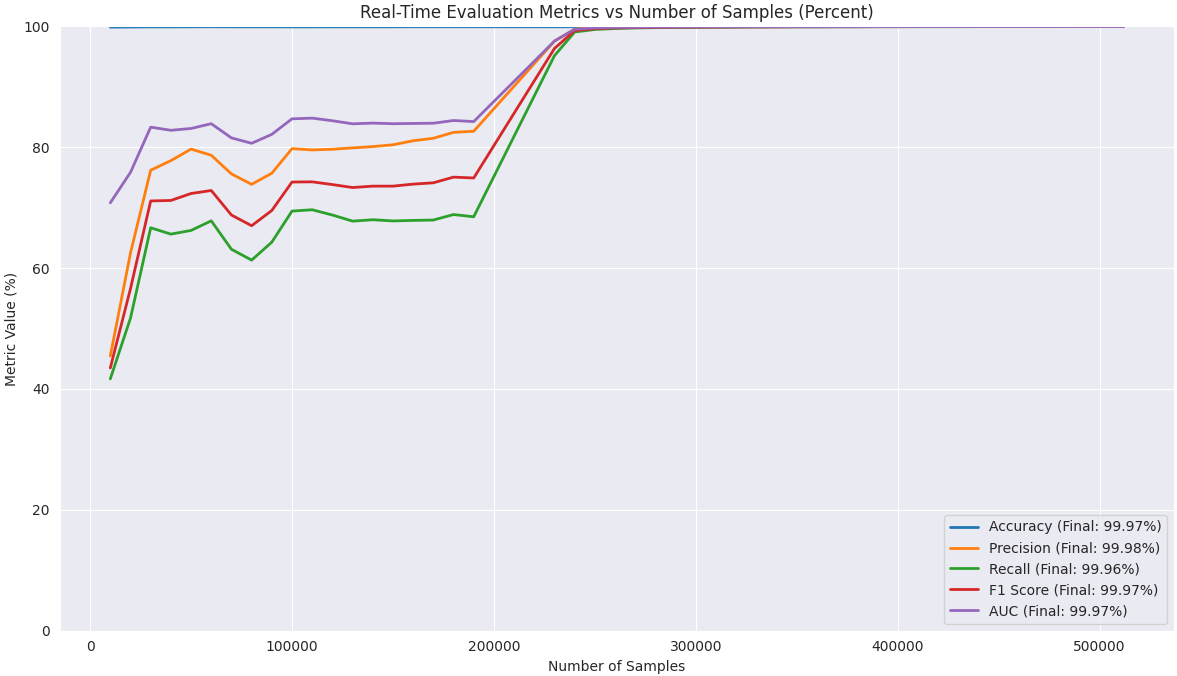 Real-Time Evaluation Metrics vs Number of Samples (Percent)
Metric Value (%)
100
80
60
40
20
0
0
100000
200000
300000
400000
500000
Number of Samples
Accuracy (Final: 99.97%)
Precision (Final: 99.98%)
Recall (Final: 99.96%)
F1 Score (Final: 99.97%)
AUC (Final: 99.97%)